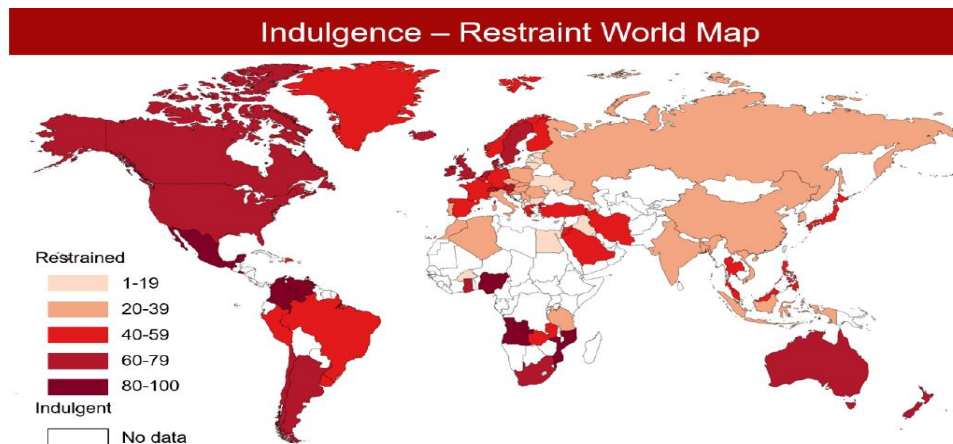 Indulgence – Restraint World Map
Restrained
1-19
20-39
40-59
60-79
80-100
Indulgent
No data